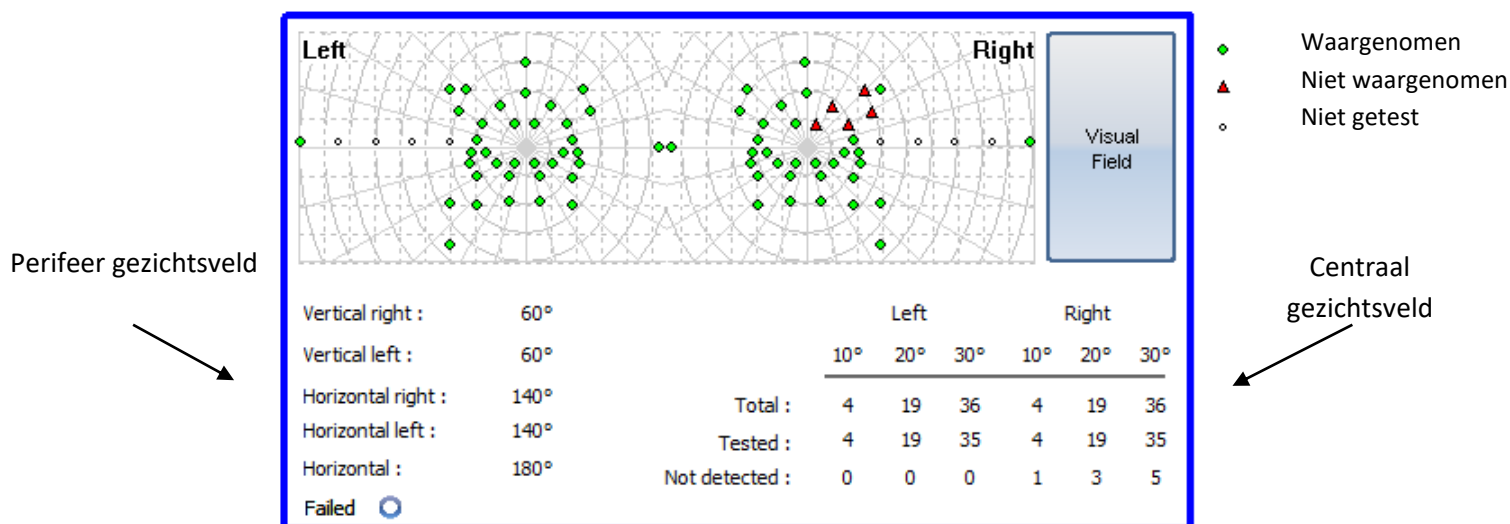 Left Right
Visual
Field
Waargenomen
Niet waargenomen
Niet getest
Perifeer gezichtsveld
Centraal
gezichtsveld
Vertical right : 60°
Vertical left : 60°
Horizontal right : 140°
Horizontal left : 140°
Horizontal : 180°
Failed
Left Right
10° 20° 30° 10° 20° 30°
Total : 4 19 36 4 19 36
Tested : 4 19 35 4 19 35
Not detected : 0 0 0 1 3 5